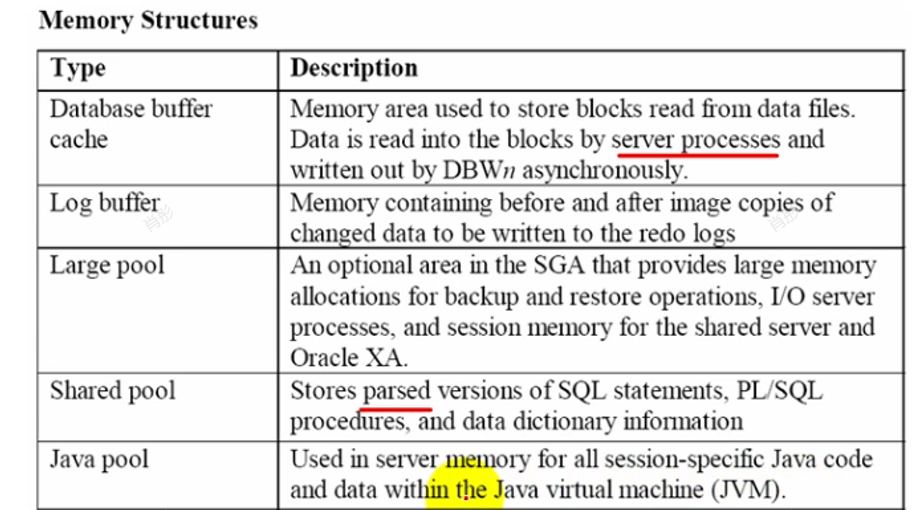 Memory Structures
Type Description
Database buffer cache Memory area used to store blocks read from data files.
Data is read into the blocks by server processes and
written out by DBWn asynchronously.
Log buffer Memory containing before and after image copies of
changed data to be written to the redo logs
Large pool An optional area in the SGA that provides large memory
allocations for backup and restore operations, I/O server
processes, and session memory for the shared server and
Oracle XA.
Shared pool Stores parsed versions of SQL statements, PL/SQL
procedures, and data dictionary information
Java pool Used in server memory for all session-specific Java code
and data within the Java virtual machine (JVM).
肖彤
肖彤